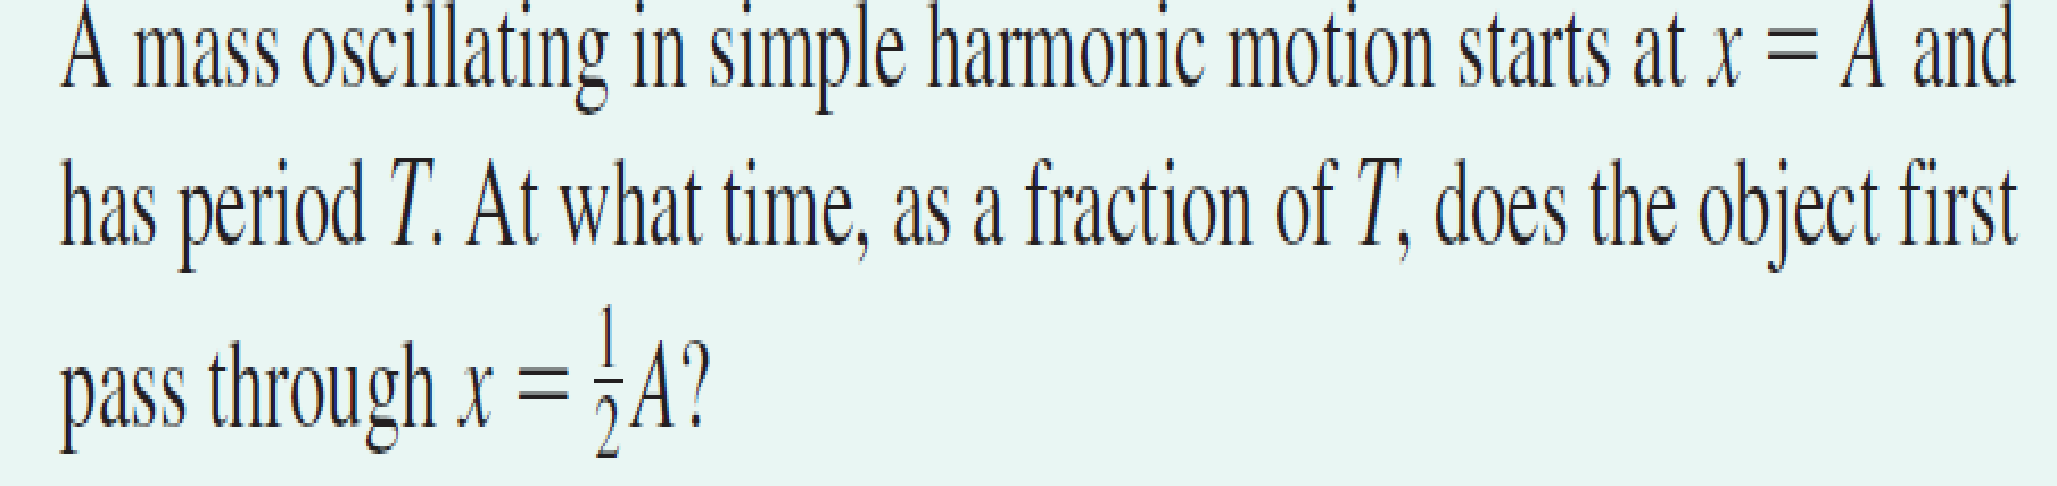 A mass oscillating in simple harmonic motion starts at x = A and
has period T. At what time, as a fraction of T, does the object first
pass through x = ½A?